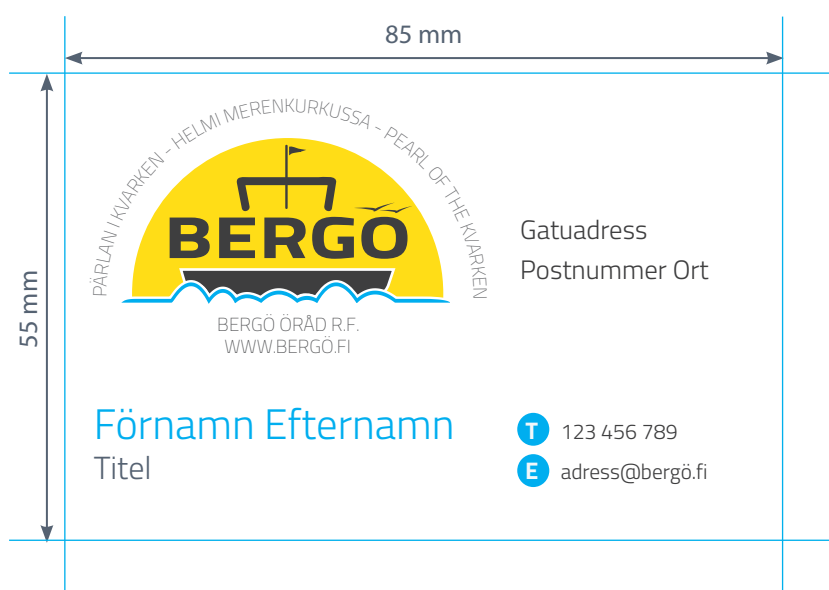 85 mm
55 mm
PÄRLAN I KVARKEN - HELMI MERENKURKUSSA - PEARL OF THE KVARKEN
BERGÖ
BERGÖ ÖRÅD R.F.
WWW.BERGÖ.FI
Gatuadress
Postnummer Ort
Förnamn Efternamn
Titel
T 123 456 789
E adress@bergö.fi